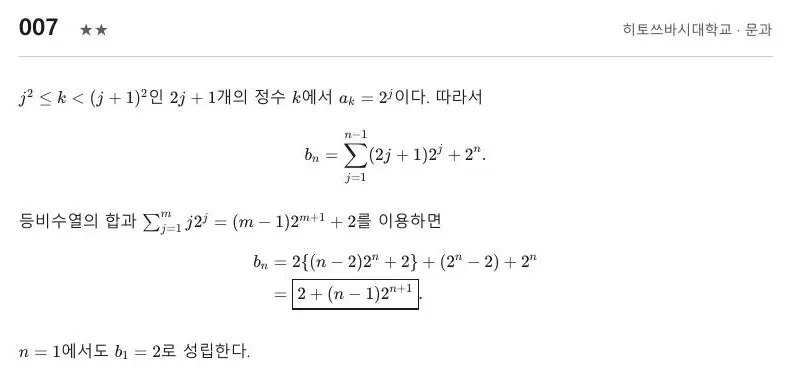 007 ★★ 히토쓰바시대학교 · 문과
$j^2 \leq k < (j+1)^2$인 $2j+1$개의 정수 $k$에서 $a_k = 2^j$이다. 따라서
$b_n = \sum_{j=1}^{n-1} (2j+1)2^j + 2^n.$
등비수열의 합과 $\sum_{j=1}^{m} j2^j = (m-1)2^{m+1} + 2$를 이용하면
$b_n = 2\{(n-2)2^n + 2\} + (2^n - 2) + 2^n$
$= \boxed{2 + (n-1)2^{n+1}}.$
$n = 1$에서도 $b_1 = 2$로 성립한다.